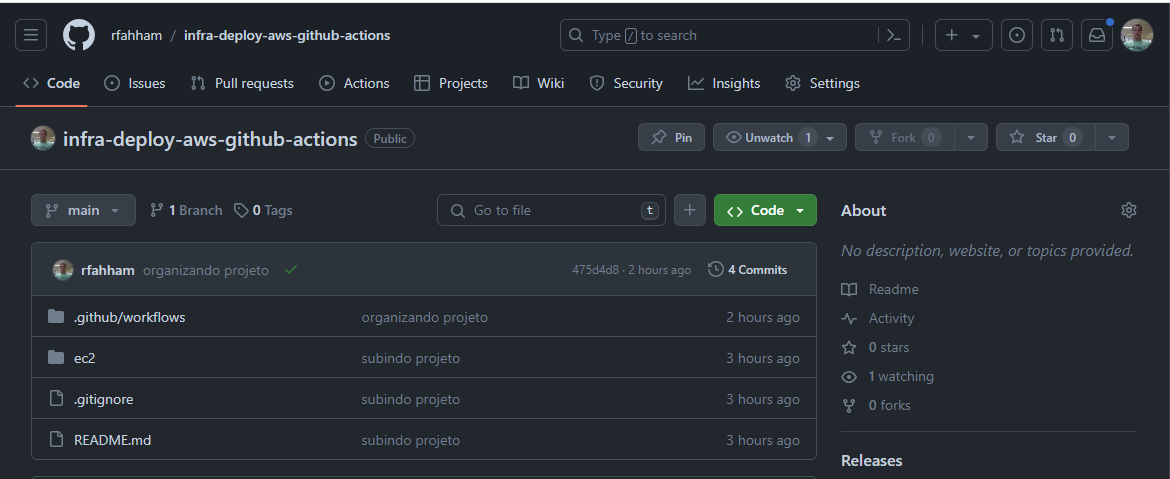 rfahham / infra-deploy-aws-github-actions Type / to search
Code Issues Pull requests Actions Projects Wiki Security Insights Settings
infra-deploy-aws-github-actions Public Pin Unwatch 1 Fork 0 Star 0
main 1 Branch 0 Tags Go to file t Code
rfahham organizando projeto 475d4d8 · 2 hours ago 4 Commits
.github/workflows organizando projeto 2 hours ago
ec2 subindo projeto 3 hours ago
.gitignore subindo projeto 3 hours ago
README.md subindo projeto 3 hours ago
About
No description, website, or topics provided.
Readme
Activity
0 stars
1 watching
0 forks
Releases